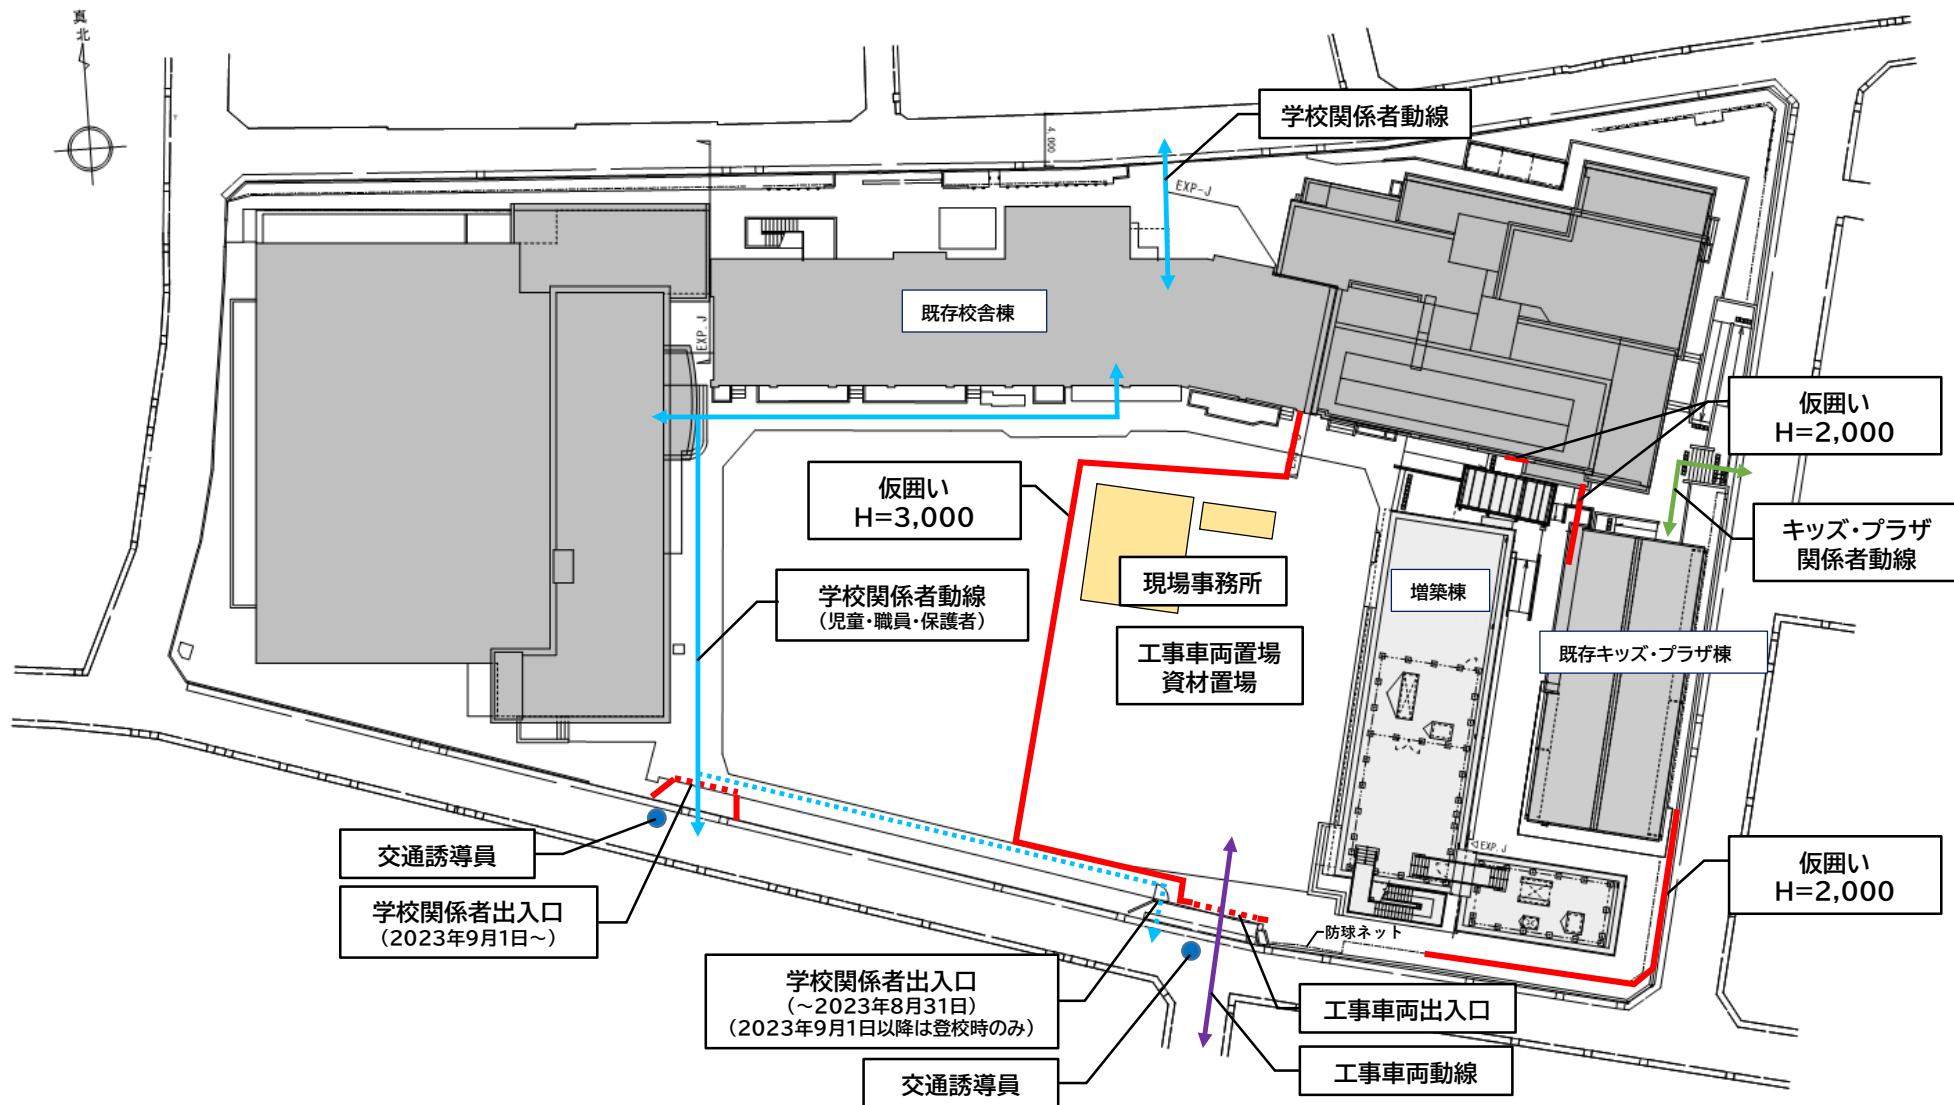 真
北
学校関係者動線
4,000
EXP-J
既存校舎棟
EXP.J
仮囲い
H=2,000
仮囲い
H=3,000
キッズ・プラザ
関係者動線
現場事務所
学校関係者動線
（児童・職員・保護者）
増築棟
工事車両置場
資材置場
既存キッズ・プラザ棟
交通誘導員
EXP.J
仮囲い
H=2,000
学校関係者出入口
（2023年9月1日～）
防球ネット
学校関係者出入口
（～2023年8月31日）
（2023年9月1日以降は登校時のみ）
工事車両出入口
交通誘導員
工事車両動線